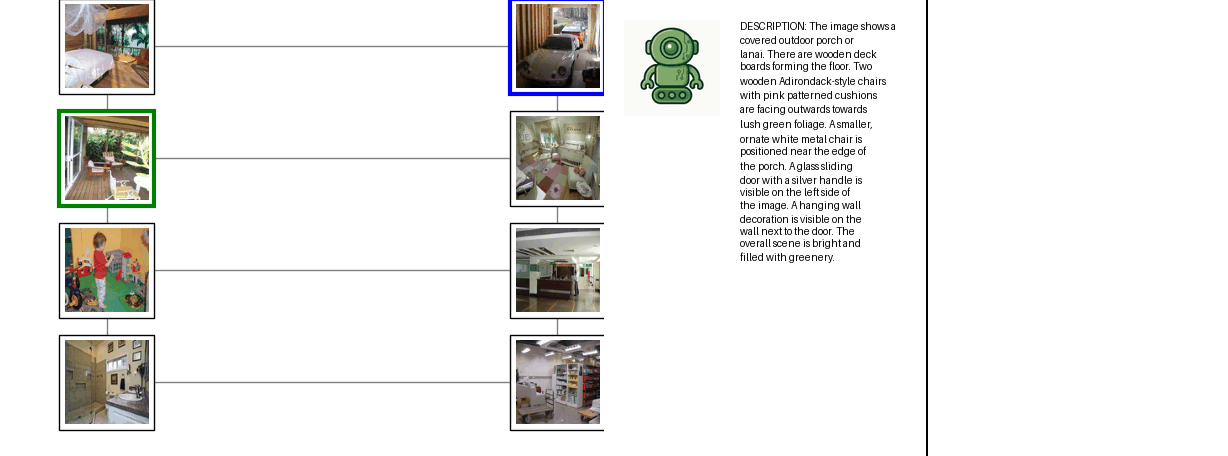 DESCRIPTION: The image shows a
covered outdoor porch or
lanai. There are wooden deck
boards forming the floor. Two
wooden Adirondack-style chairs
with pink patterned cushions
are facing outwards towards
lush green foliage. A smaller,
ornate white metal chair is
positioned near the edge of
the porch. A glass sliding
door with a silver handle is
visible on the left side of
the image. A hanging wall
decoration is visible on the
wall next to the door. The
overall scene is bright and
filled with greenery.